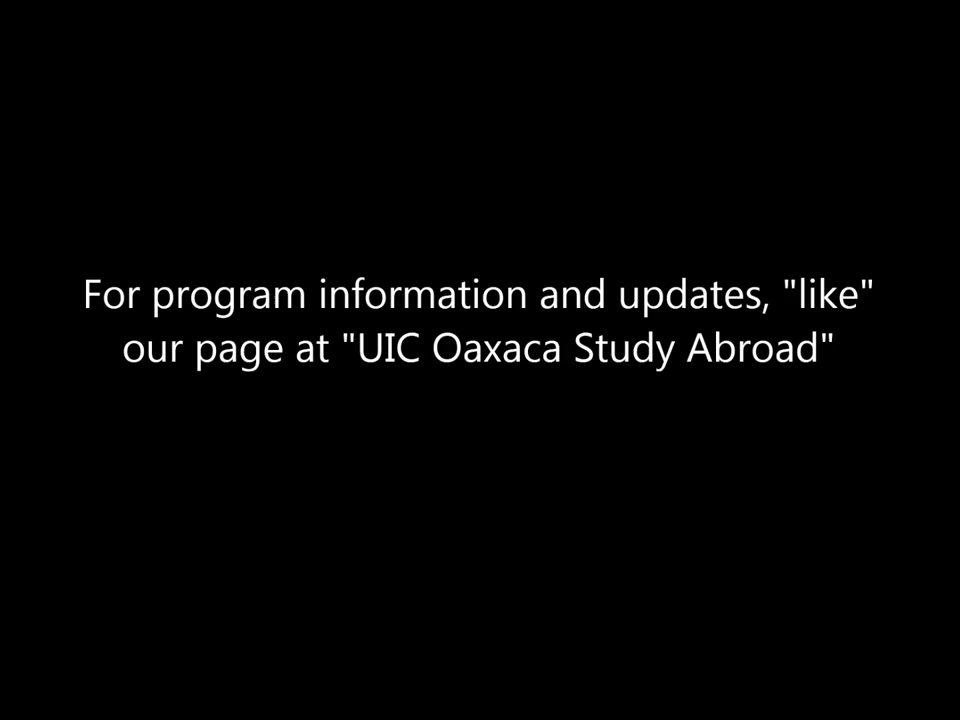 For program information and updates, "like"
our page at "UIC Oaxaca Study Abroad"